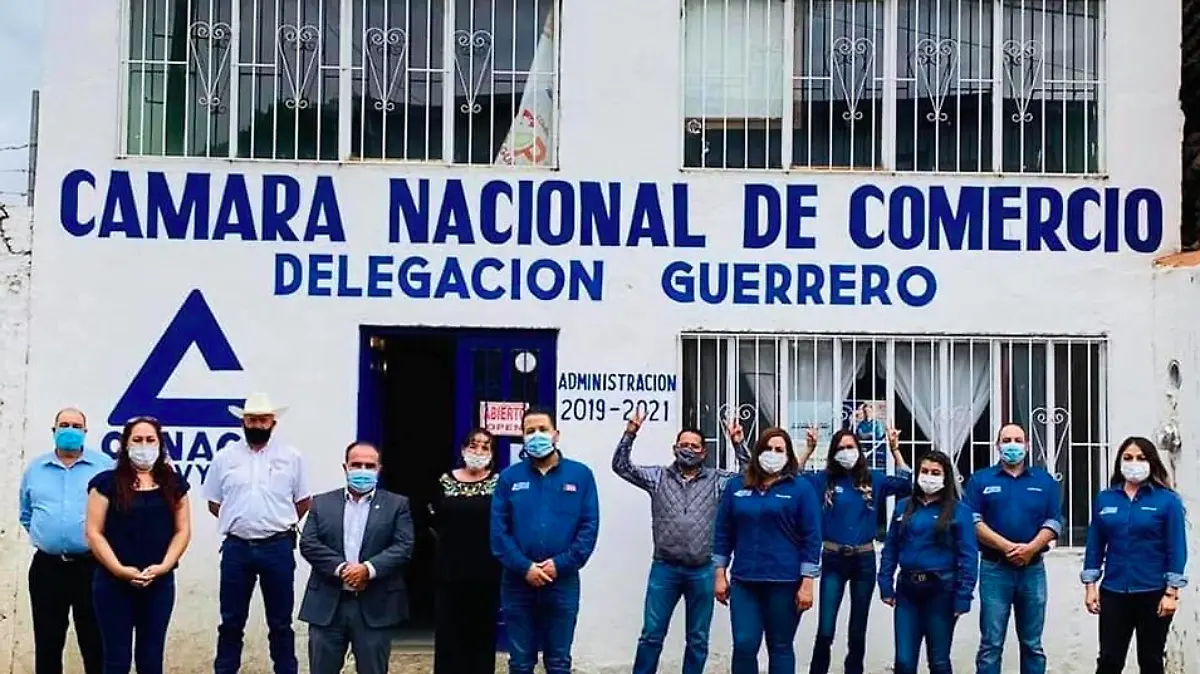 CAMARA NACIONAL DE COMERCIO
DELEGACION GUERRERO
ADMINISTRACION
2019-2021
ABIERTO
OPEN